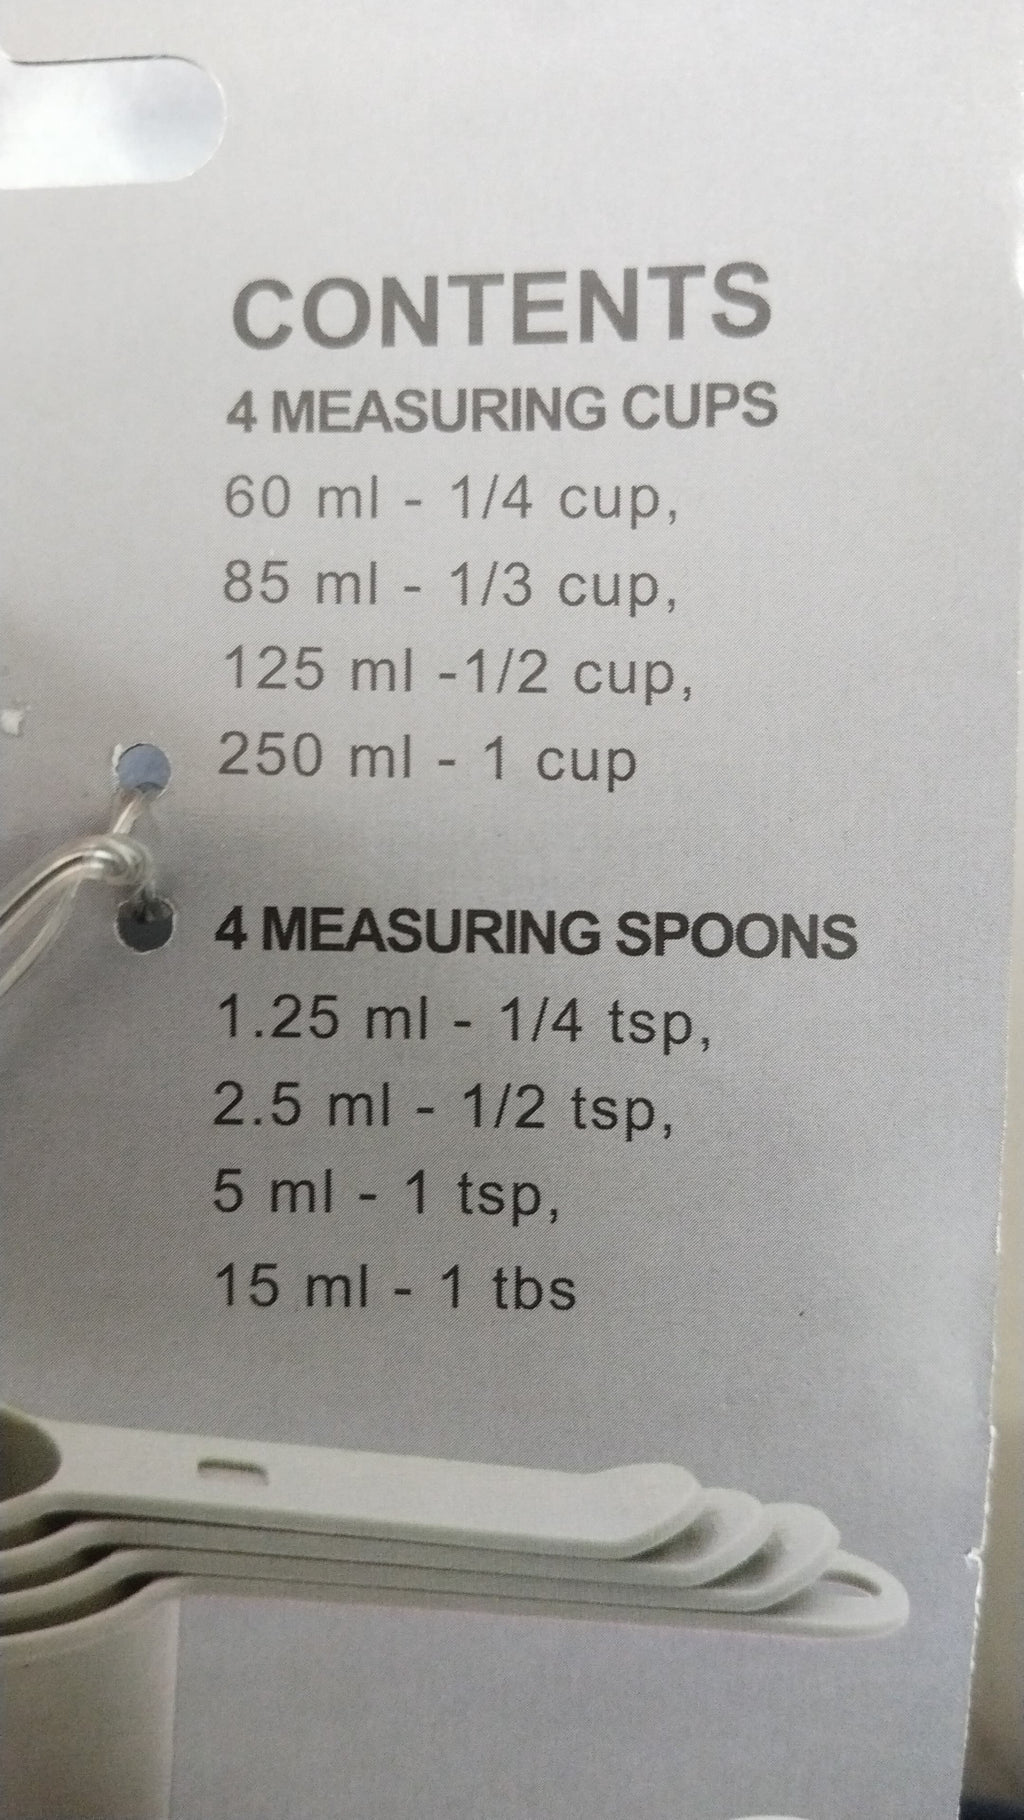 CONTENTS
4 MEASURING CUPS
60 ml - 1/4 cup,
85 ml - 1/3 cup,
125 ml -1/2 cup,
250 ml - 1 cup
4 MEASURING SPOONS
1.25 ml - 1/4 tsp,
2.5 ml - 1/2 tsp,
5 ml - 1 tsp,
15 ml - 1 tbs